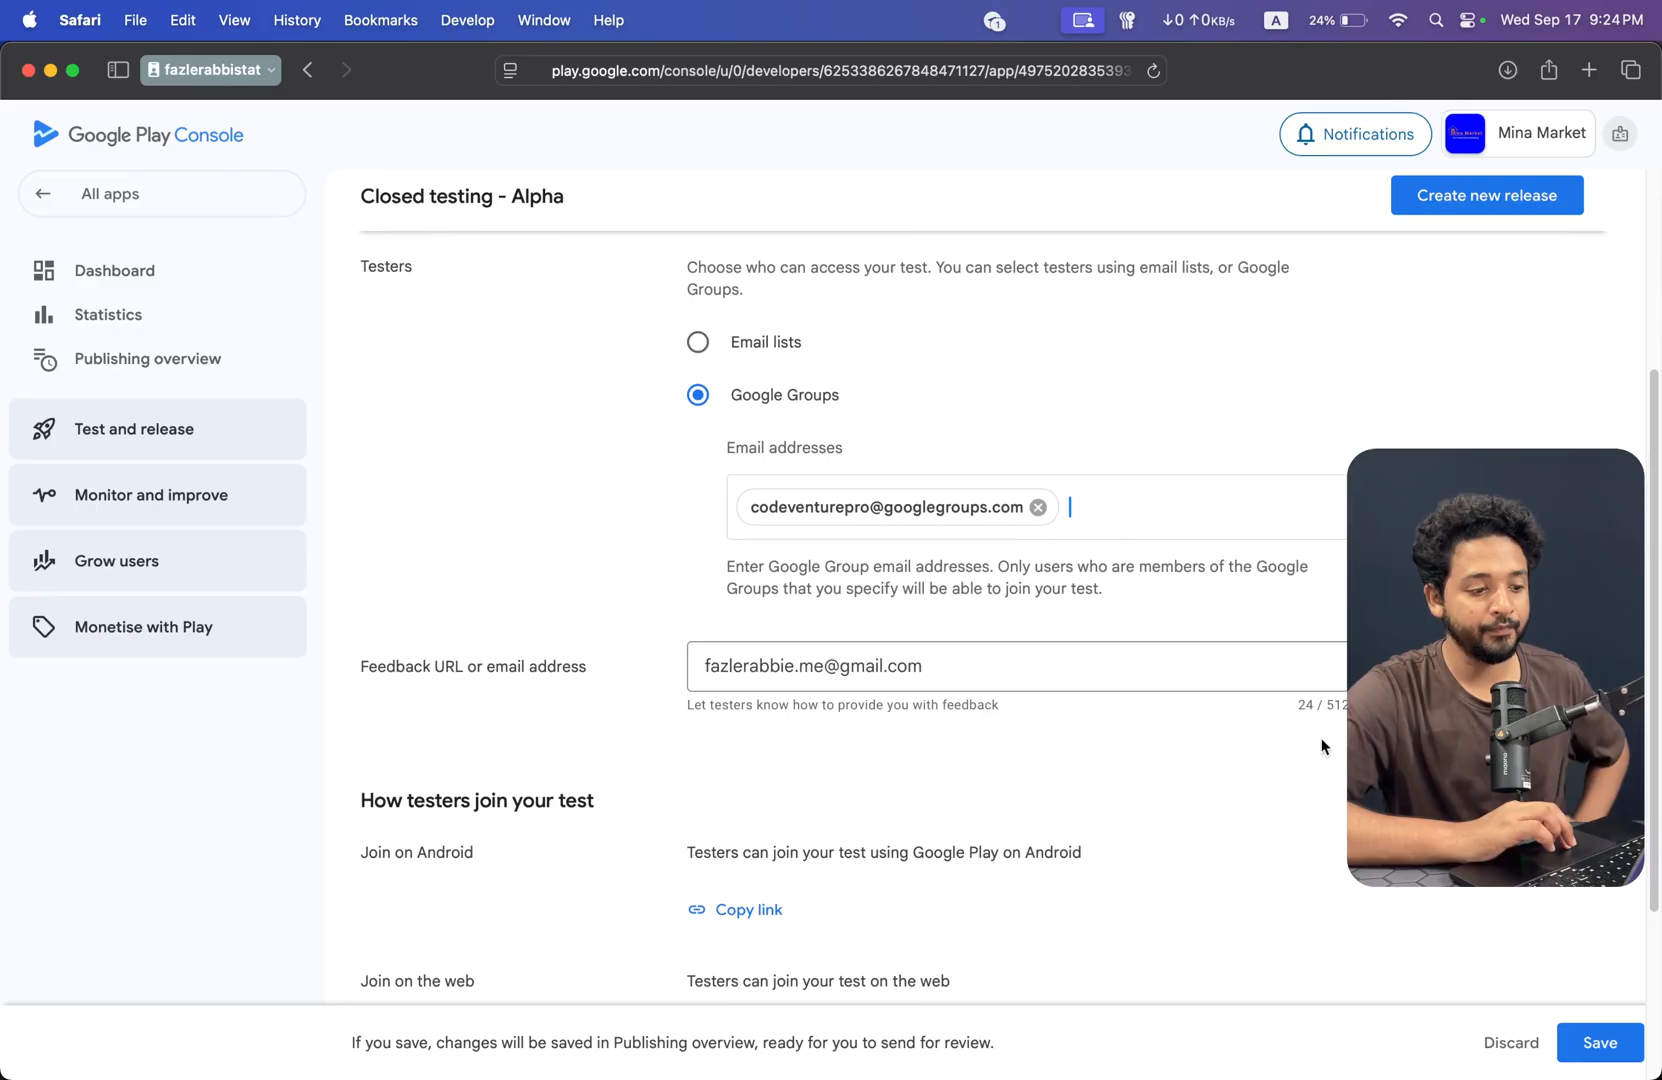 Safari File Edit View History Bookmarks Develop Window Help 1 ↓0 ↑0KB/s A 24% Wed Sep 17 9:24 PM
fazlerabbistat play.google.com/console/u/0/developers/6253386267848471127/app/4975202835393
Google Play Console Notifications Mina Market
All apps
Closed testing - Alpha Create new release
Dashboard
Statistics
Publishing overview
Test and release
Monitor and improve
Grow users
Monetise with Play
Testers
Choose who can access your test. You can select testers using email lists, or Google
Groups.
Email lists
Google Groups
Email addresses
codeventurepro@googlegroups.com
Enter Google Group email addresses. Only users who are members of the Google
Groups that you specify will be able to join your test.
Feedback URL or email address
fazlerabbie.me@gmail.com
Let testers know how to provide you with feedback 24 / 512
How testers join your test
Join on Android Testers can join your test using Google Play on Android
Copy link
Join on the web Testers can join your test on the web
If you save, changes will be saved in Publishing overview, ready for you to send for review. Discard Save